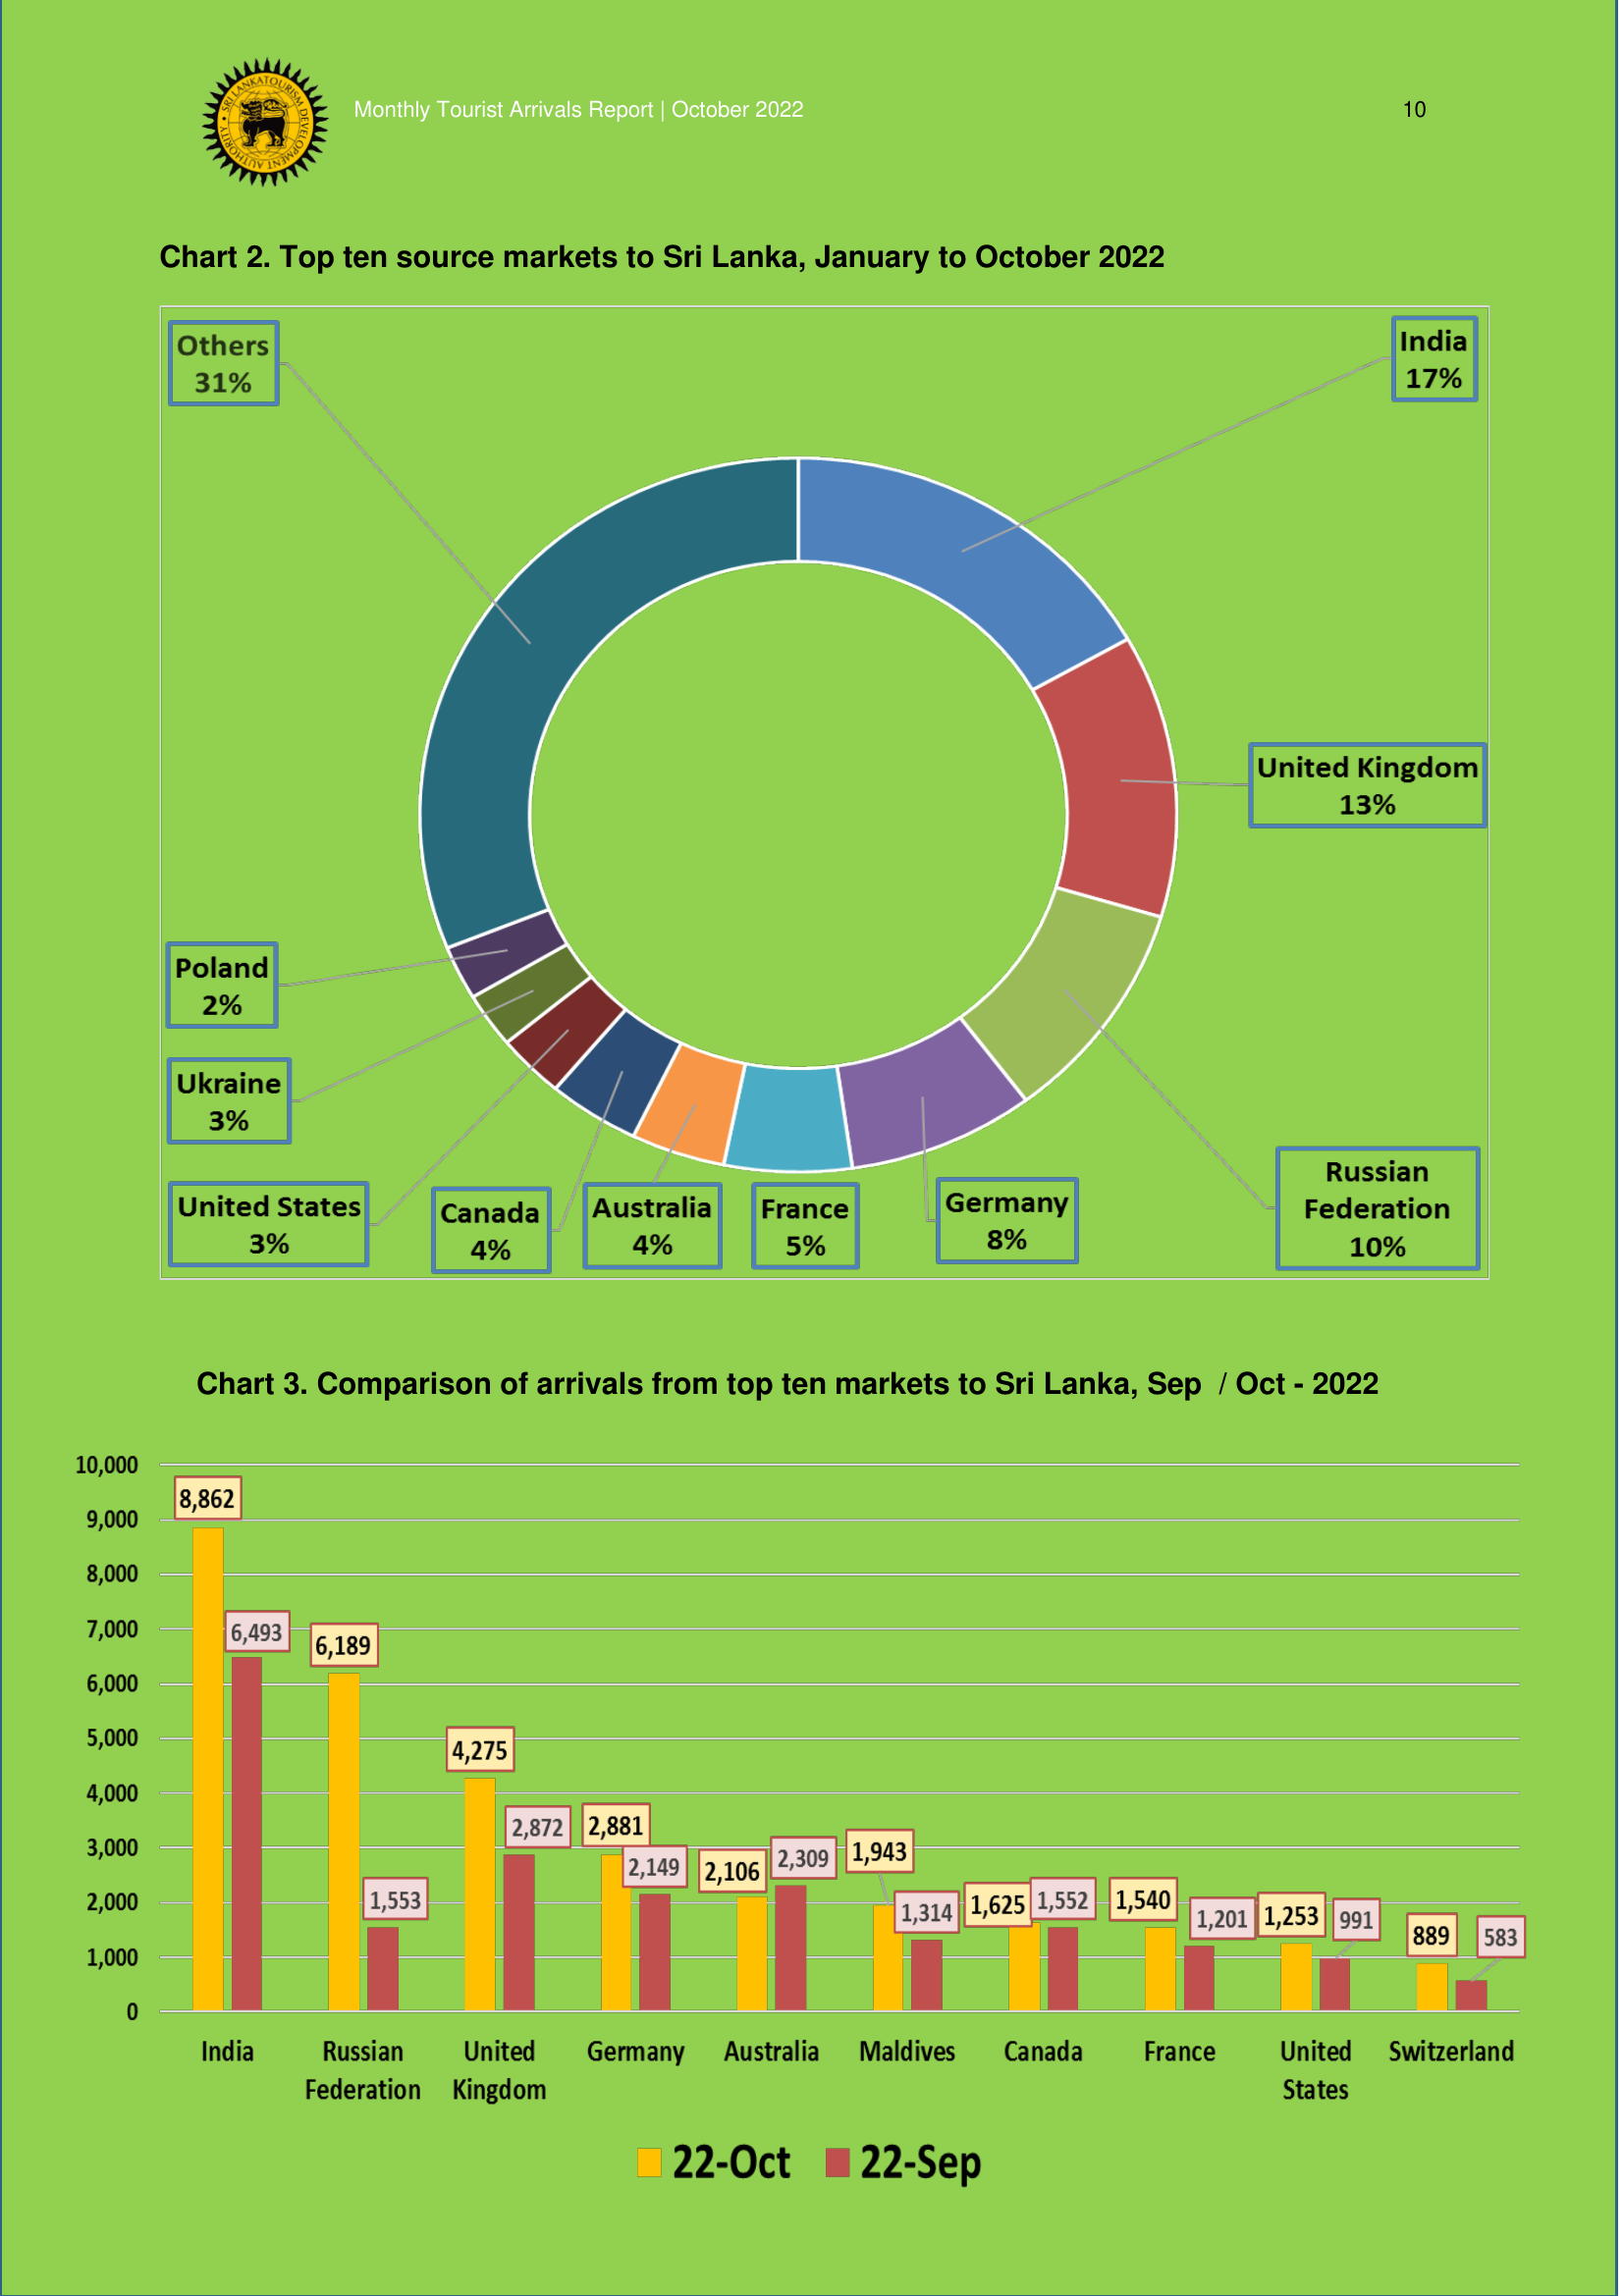 SRI LANKA TOURISM DEVELOPMENT AUTHORITY •
Monthly Tourist Arrivals Report | October 2022
10
Chart 2. Top ten source markets to Sri Lanka, January to October 2022
Others
31%
India
17%
United Kingdom
13%
Poland
2%
Ukraine
3%
United States
3%
Canada
4%
Australia
4%
France
5%
Germany
8%
Russian
Federation
10%
Chart 3. Comparison of arrivals from top ten markets to Sri Lanka, Sep / Oct - 2022
10,000
9,000
8,000
7,000
6,000
5,000
4,000
3,000
2,000
1,000
0
8,862
6,493
6,189
1,553
4,275
2,872
2,881
2,149
2,106
2,309
1,943
1,314
1,625
1,552
1,540
1,201
1,253
991
889
583
India
Russian
Federation
United
Kingdom
Germany
Australia
Maldives
Canada
France
United
States
Switzerland
22-Oct
22-Sep